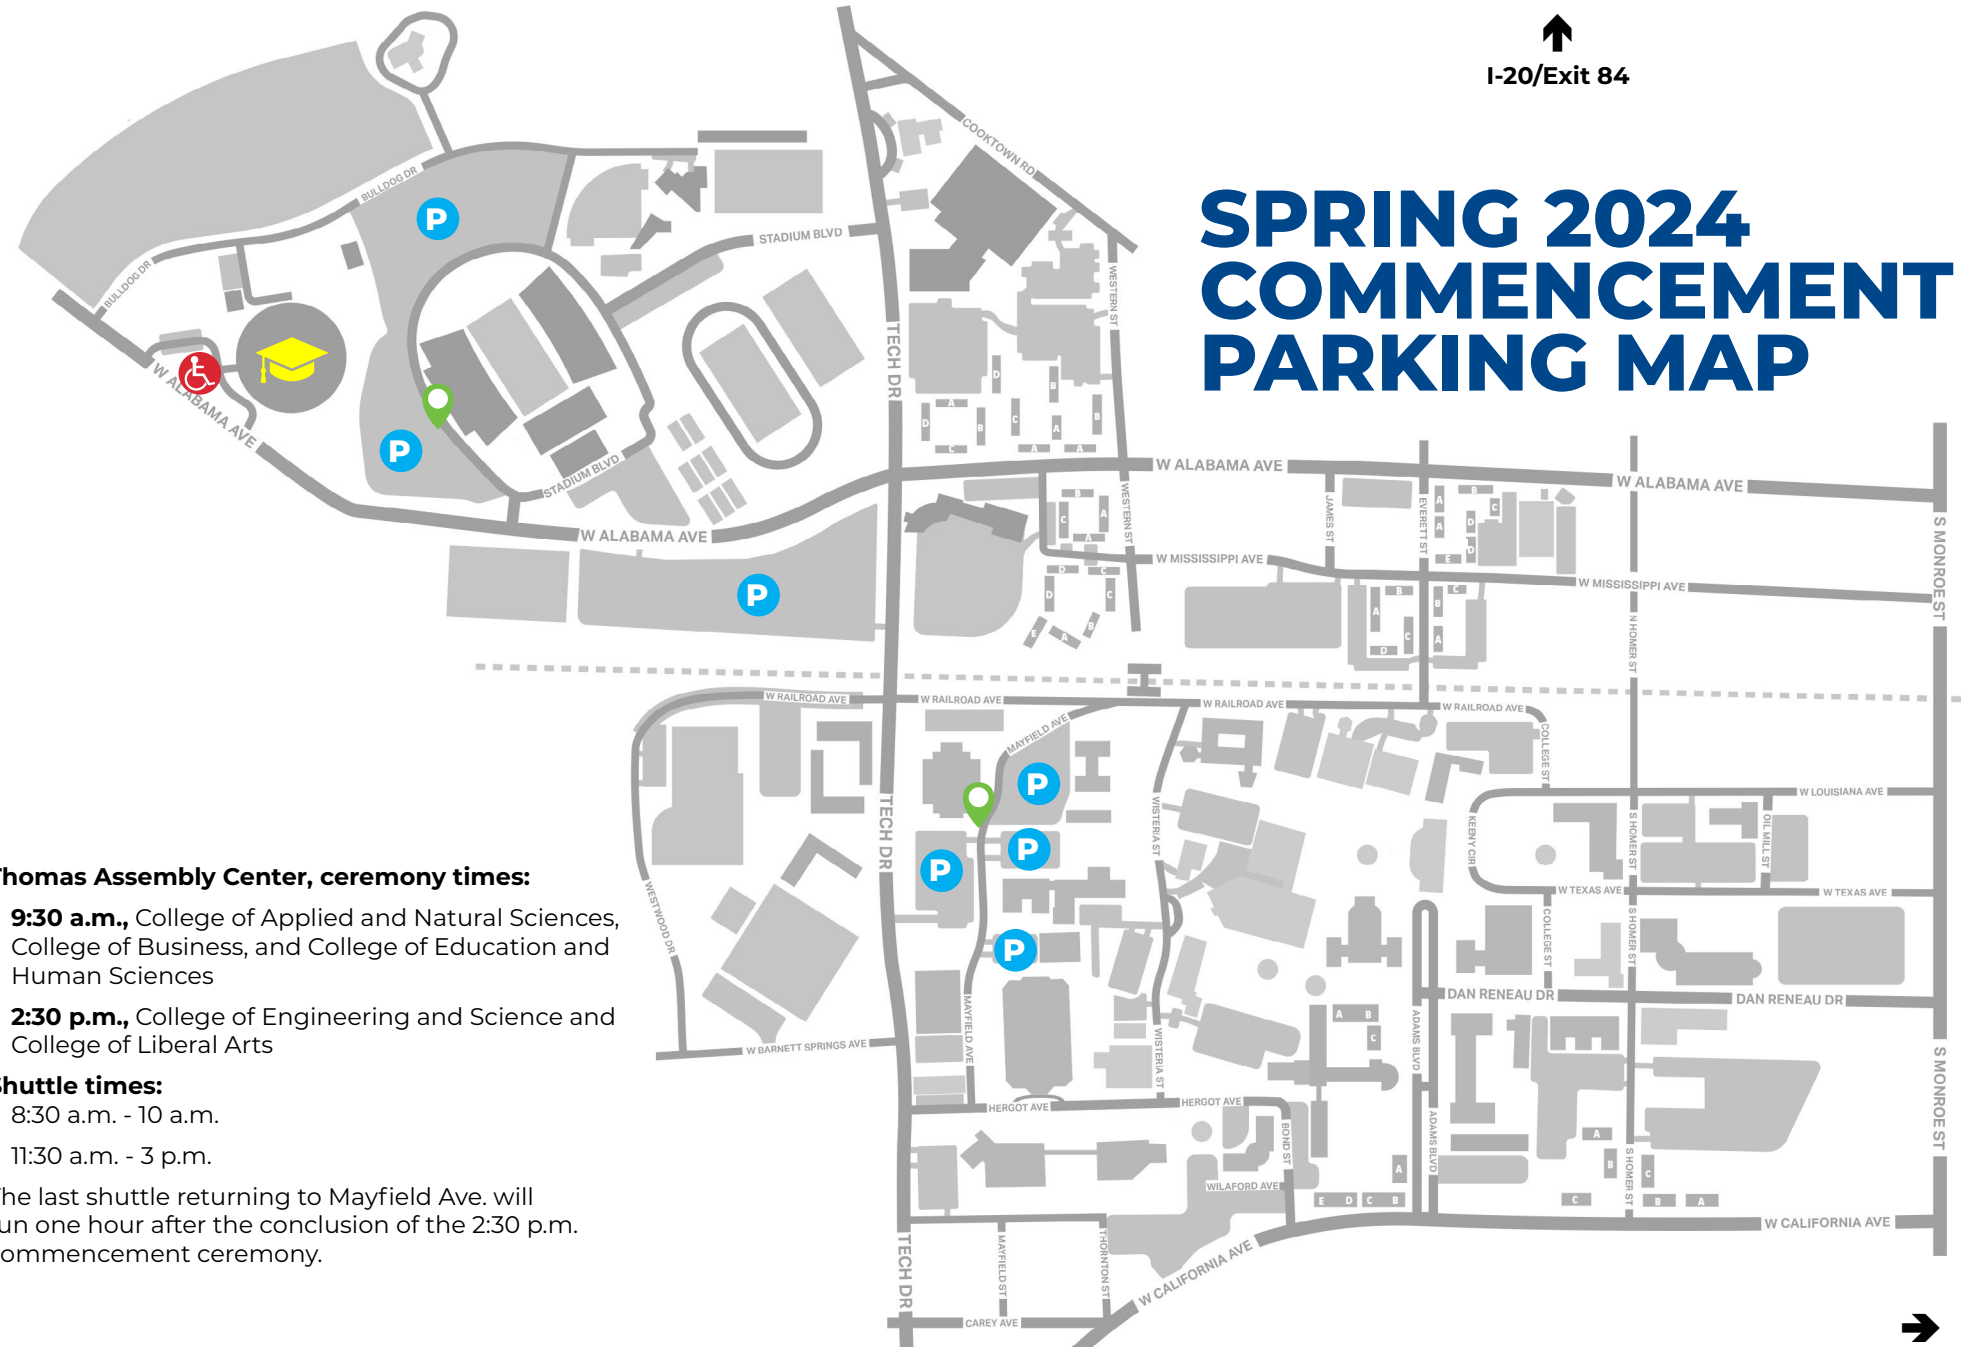 I-20/Exit 84
SPRING 2024
COMMENCEMENT
PARKING MAP
COOKTOWN RD
BULLDOG DR
P
STADIUM BLVD
BULLDOG DR
WESTERN ST
TECH DR
W ALABAMA AVE
P
STADIUM BLVD
D
B
A
D
B
C
A
B
C
A
A
W ALABAMA AVE
W ALABAMA AVE
W ALABAMA AVE
WESTERN ST
JAMES ST
EVERETT ST
S MONROE ST
B
C
A
A
A
B
C
A
D
D
E
W MISSISSIPPI AVE
W MISSISSIPPI AVE
P
D
C
D
C
E
A
B
B
A
C
D
C
B
A
N HOMER ST
W RAILROAD AVE
W RAILROAD AVE
W RAILROAD AVE
W RAILROAD AVE
MAYFIELD AVE
COLLEGE ST
P
W LOUISIANA AVE
TECH DR
WISTERIA ST
KEENY CIR
S HOMER ST
OIL MILL ST
P
P
W TEXAS AVE
W TEXAS AVE
WESTWOOD DR
P
COLLEGE ST
S HOMER ST
DAN RENEAU DR
DAN RENEAU DR
MAYFIELD AVE
W BARNETT SPRINGS AVE
WISTERIA ST
A
B
C
ADAMS BLVD
S MONROE ST
HERGOT AVE
HERGOT AVE
BOND ST
ADAMS BLVD
A
B
C
S HOMER ST
WILAFORD AVE
A
E
D
C
B
C
B
A
W CALIFORNIA AVE
TECH DR
MAYFIELD ST
THORNTON ST
W CALIFORNIA AVE
CAREY AVE
Thomas Assembly Center, ceremony times:
9:30 a.m., College of Applied and Natural Sciences,
College of Business, and College of Education and
Human Sciences
2:30 p.m., College of Engineering and Science and
College of Liberal Arts
Shuttle times:
8:30 a.m. - 10 a.m.
11:30 a.m. - 3 p.m.
The last shuttle returning to Mayfield Ave. will
run one hour after the conclusion of the 2:30 p.m.
commencement ceremony.